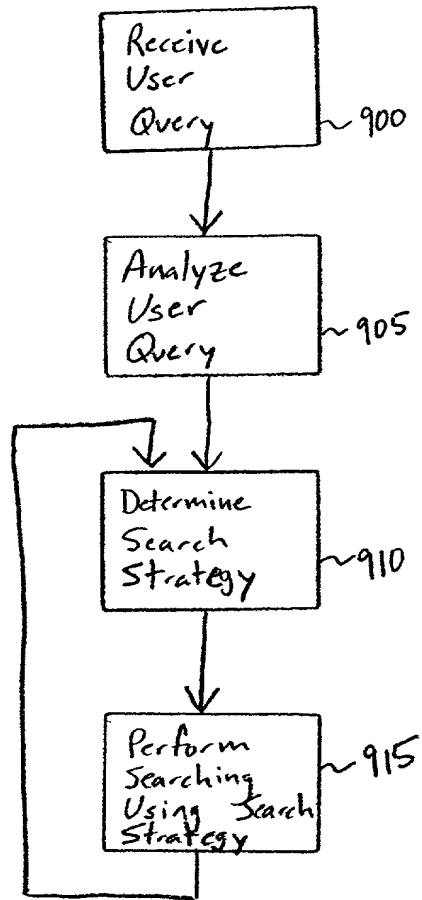 Receive
User
Query
900
Analyze
User
Query
905
Determine
Search
Strategy
910
Perform
Searching
Using Search
Strategy
915